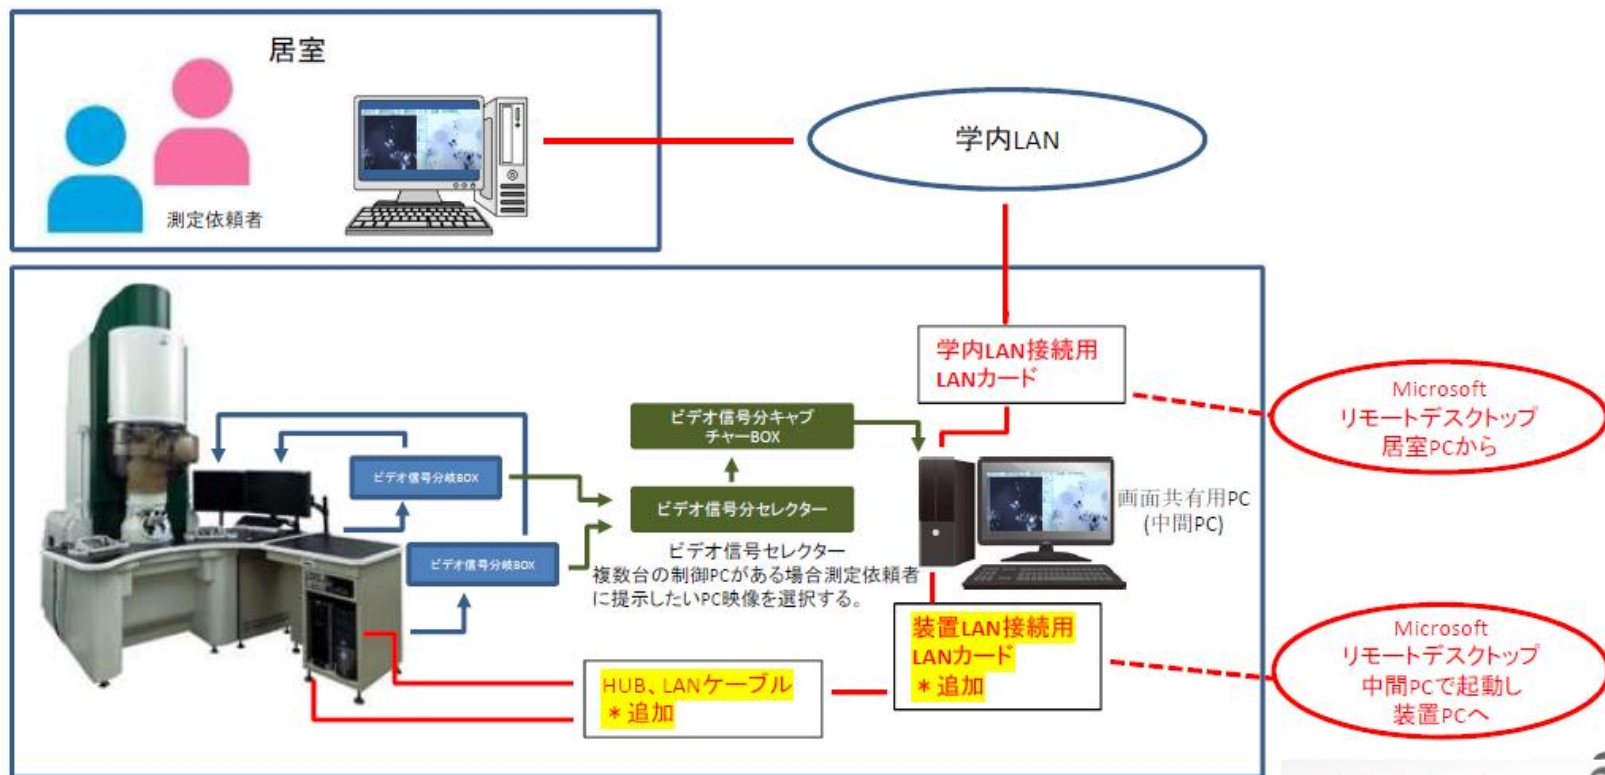 居室
測定依頼者
学内LAN
学内LAN接続用
LANカード
Microsoft
リモートデスクトップ
居室PCから
ビデオ信号分キャプ
チャーBOX
ビデオ信号分岐BOX
ビデオ信号分セレクター
画面共有用PC
(中間PC)
ビデオ信号分岐BOX
ビデオ信号セレクター
複数台の制御PCがある場合測定依頼者
に提示したいPC映像を選択する。
装置LAN接続用
LANカード
*追加
HUB、LANケーブル
*追加
Microsoft
リモートデスクトップ
中間PCで起動し
装置PCへ